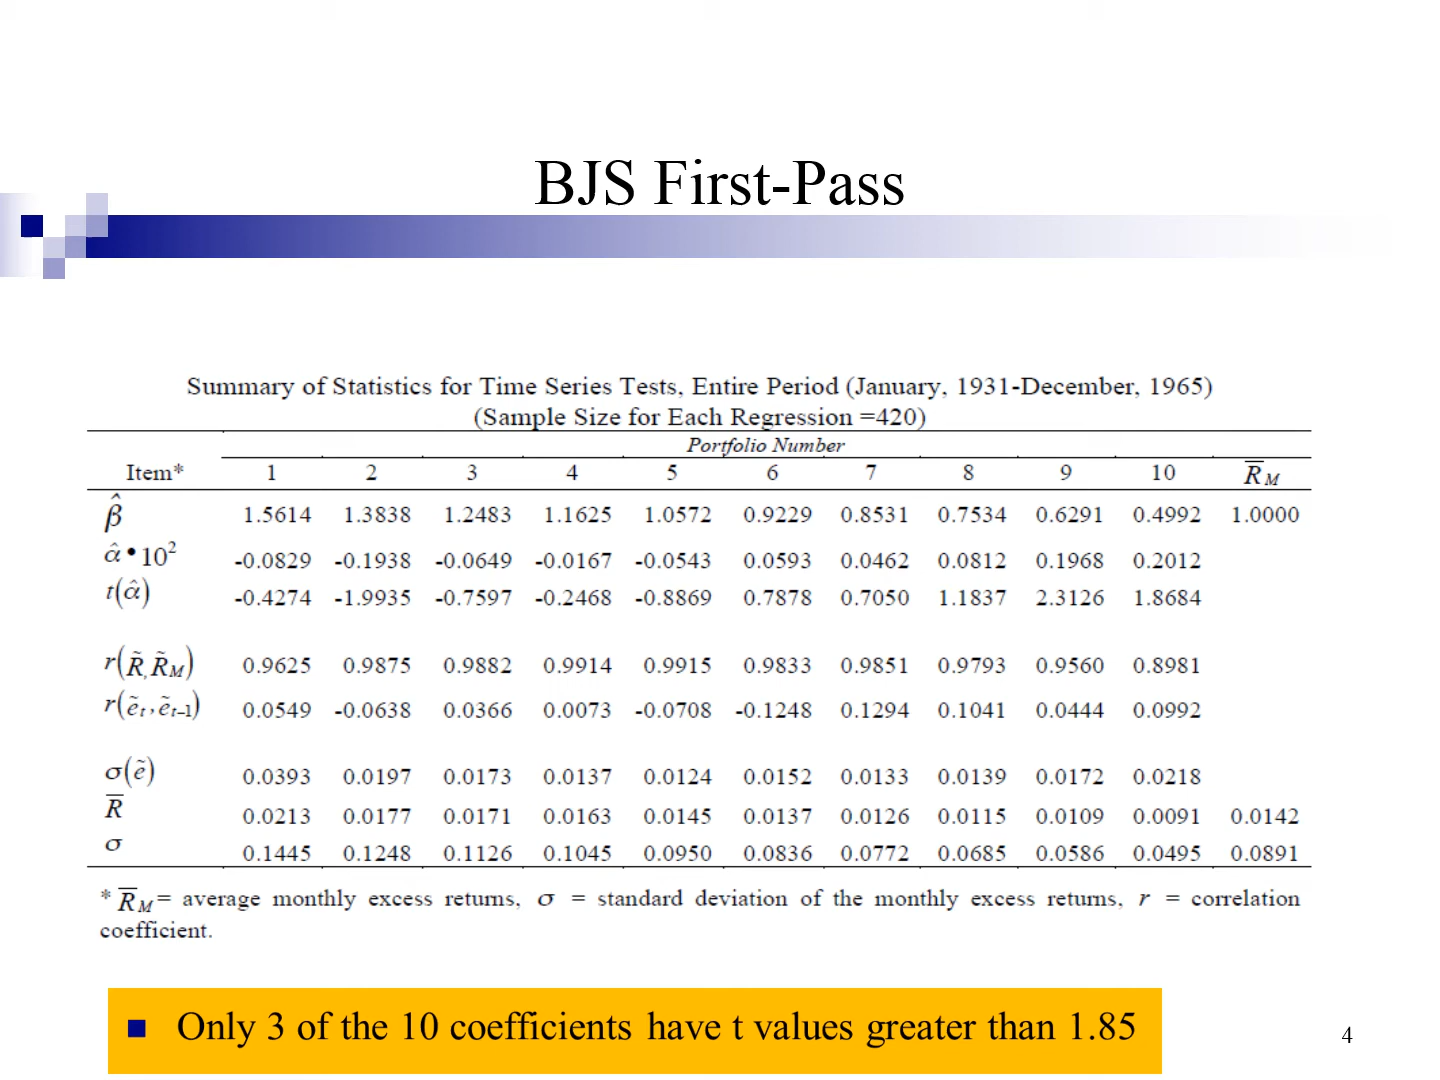 BJS First-Pass
Summary of Statistics for Time Series Tests, Entire Period (January, 1931-December, 1965)
(Sample Size for Each Regression =420)
Portfolio Number
Item* 1 2 3 4 5 6 7 8 9 10 R̅M
β̂ 1.5614 1.3838 1.2483 1.1625 1.0572 0.9229 0.8531 0.7534 0.6291 0.4992 1.0000
α̂•10² -0.0829 -0.1938 -0.0649 -0.0167 -0.0543 0.0593 0.0462 0.0812 0.1968 0.2012
t(α̂) -0.4274 -1.9935 -0.7597 -0.2468 -0.8869 0.7878 0.7050 1.1837 2.3126 1.8684
r(R̃,R̃M) 0.9625 0.9875 0.9882 0.9914 0.9915 0.9833 0.9851 0.9793 0.9560 0.8981
r(ẽt,ẽt–1) 0.0549 -0.0638 0.0366 0.0073 -0.0708 -0.1248 0.1294 0.1041 0.0444 0.0992
σ(ẽ) 0.0393 0.0197 0.0173 0.0137 0.0124 0.0152 0.0133 0.0139 0.0172 0.0218
R̅ 0.0213 0.0177 0.0171 0.0163 0.0145 0.0137 0.0126 0.0115 0.0109 0.0091 0.0142
σ 0.1445 0.1248 0.1126 0.1045 0.0950 0.0836 0.0772 0.0685 0.0586 0.0495 0.0891
* R̅M = average monthly excess returns, σ = standard deviation of the monthly excess returns, r = correlation
coefficient.
Only 3 of the 10 coefficients have t values greater than 1.85
4